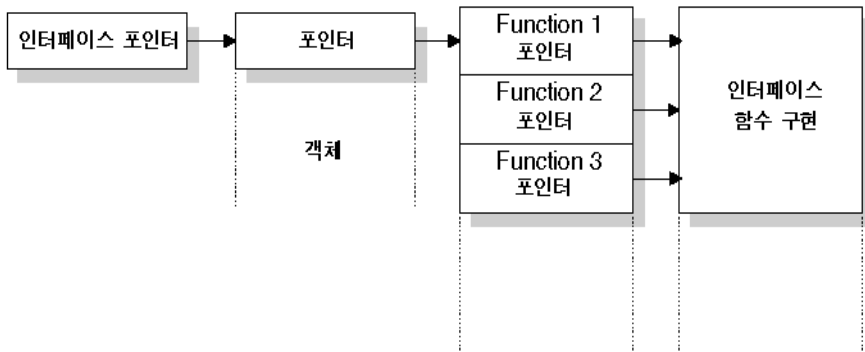 인터페이스 포인터
포인터
객체
Function 1
포인터
Function 2
포인터
Function 3
포인터
인터페이스
함수 구현